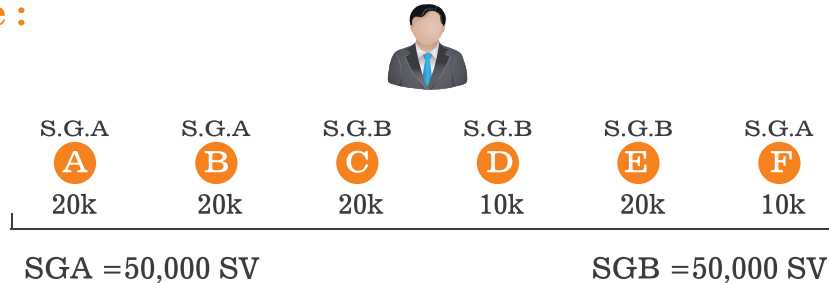 e :
S.G.A S.G.A S.G.B S.G.B S.G.B S.G.A
A B C D E F
20k 20k 20k 10k 20k 10k
SGA =50,000 SV SGB =50,000 SV